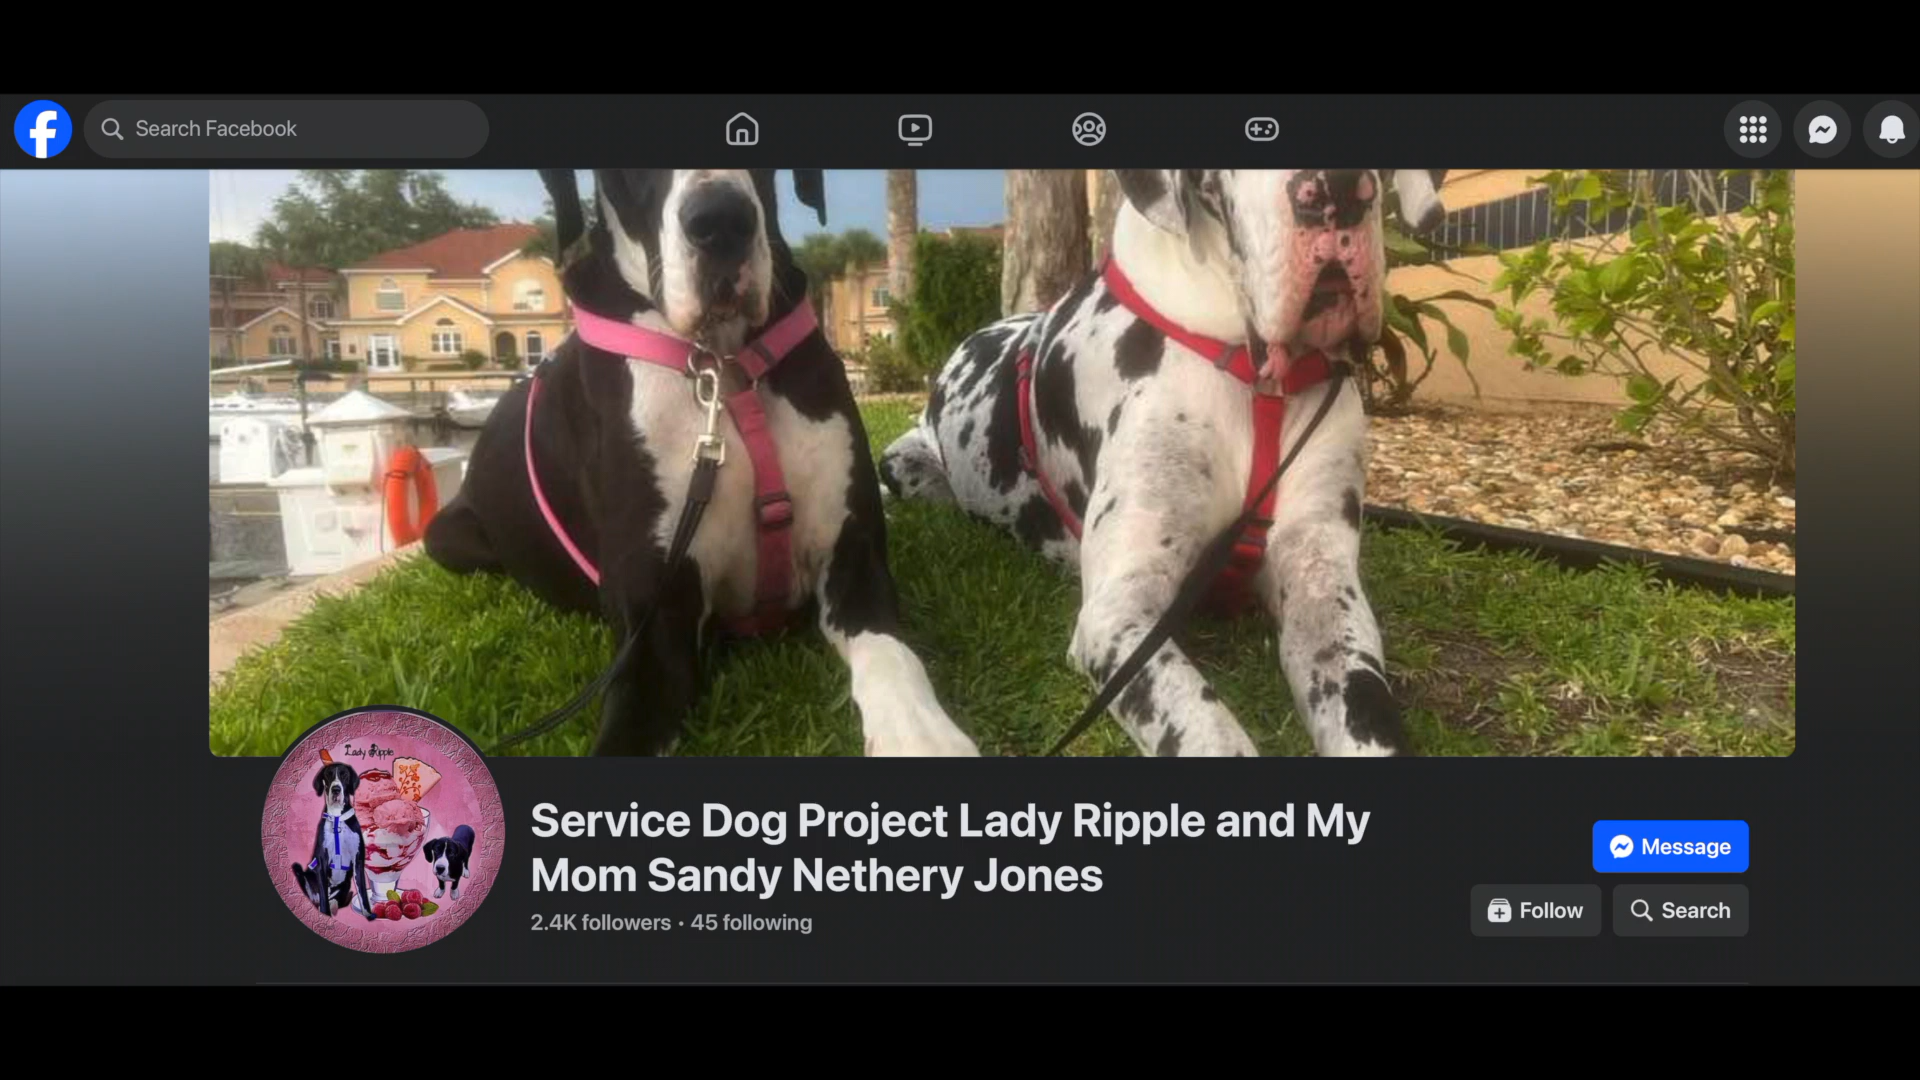 Search Facebook
Lady Ripple
Service Dog Project Lady Ripple and My
Mom Sandy Nethery Jones
2.4K followers • 45 following
Message
Follow
Search